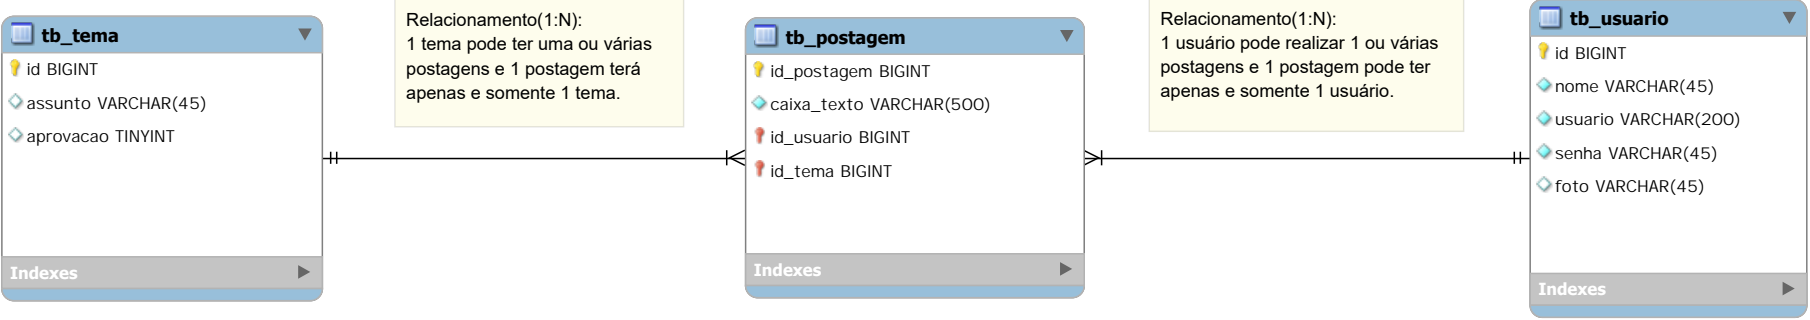 tb_tema
id BIGINT
assunto VARCHAR(45)
aprovacao TINYINT
Indexes
Relacionamento(1:N):
1 tema pode ter uma ou várias
postagens e 1 postagem terá
apenas e somente 1 tema.
tb_postagem
id_postagem BIGINT
caixa_texto VARCHAR(500)
id_usuario BIGINT
id_tema BIGINT
Indexes
Relacionamento(1:N):
1 usuário pode realizar 1 ou várias
postagens e 1 postagem pode ter
apenas e somente 1 usuário.
tb_usuario
id BIGINT
nome VARCHAR(45)
usuario VARCHAR(200)
senha VARCHAR(45)
foto VARCHAR(45)
Indexes